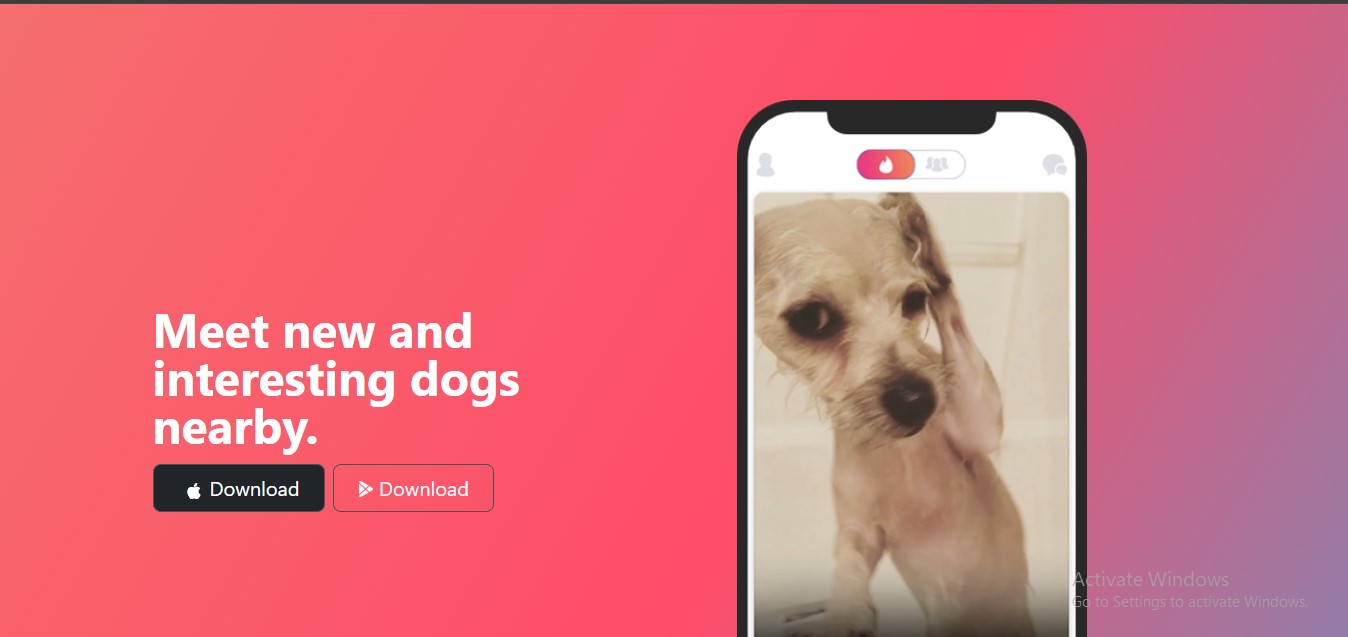 Meet new and
interesting dogs
nearby.
Download
Download
Activate Windows
Go to Settings to activate Windows.